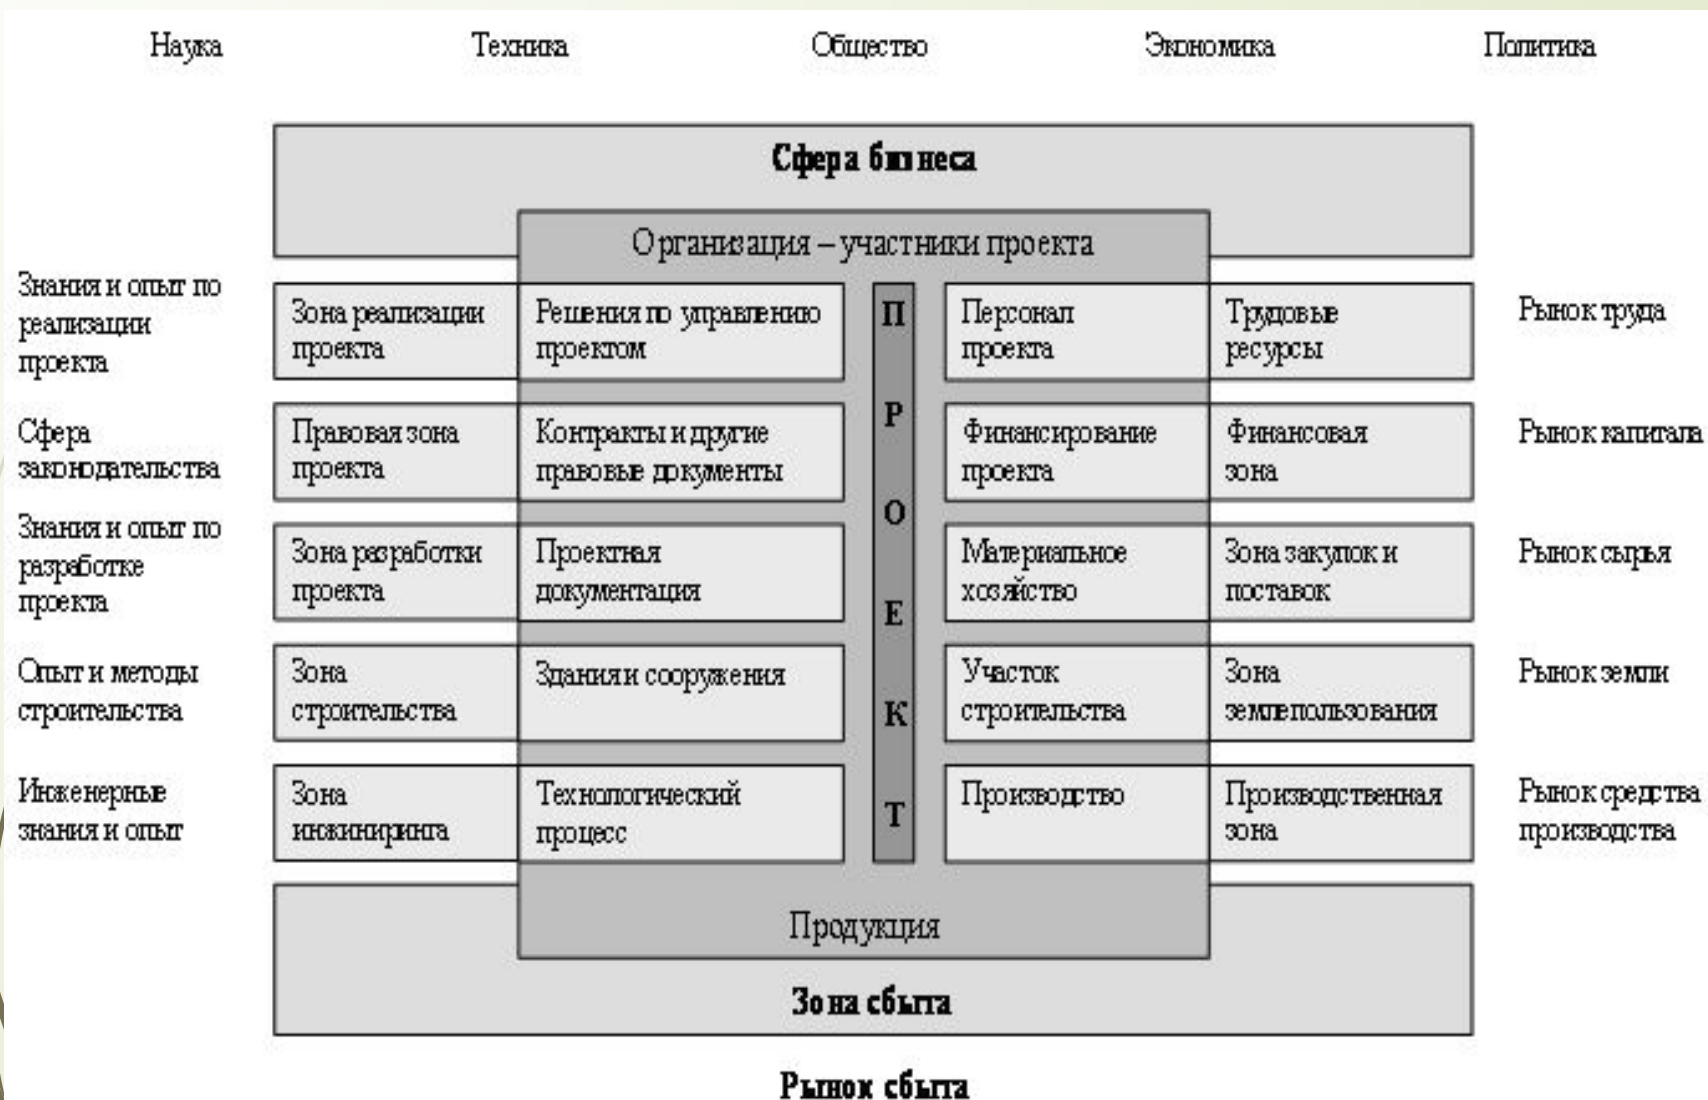 Наука Техника Общество Экономика Политика
Сфера бизнеса
Организация – участники проекта
Знания и опыт по
реализации
проекта
Зона реализации
проекта
Решения по управлению
проектом
Персонал
проекта
Трудовые
ресурсы
Рынок труда
Сфера
законодательства
Правовая зона
проекта
Контракты и другие
правовые документы
Финансирование
проекта
Финансовая
зона
Рынок капитала
Знания и опыт по
разработке
проекта
Зона разработки
проекта
Проектная
документация
Материальное
хозяйство
Зона закупок и
поставок
Рынок сырья
Опыт и методы
строительства
Зона
строительства
Здания и сооружения
Участок
строительства
Зона
землепользования
Рынок земли
Инженерные
знания и опыт
Зона
инжиниринга
Технологический
процесс
Производство
Производственная
зона
Рынок средства
производства
П
Р
О
Е
К
Т
Продукция
Зона сбыта
Рынок сбыта